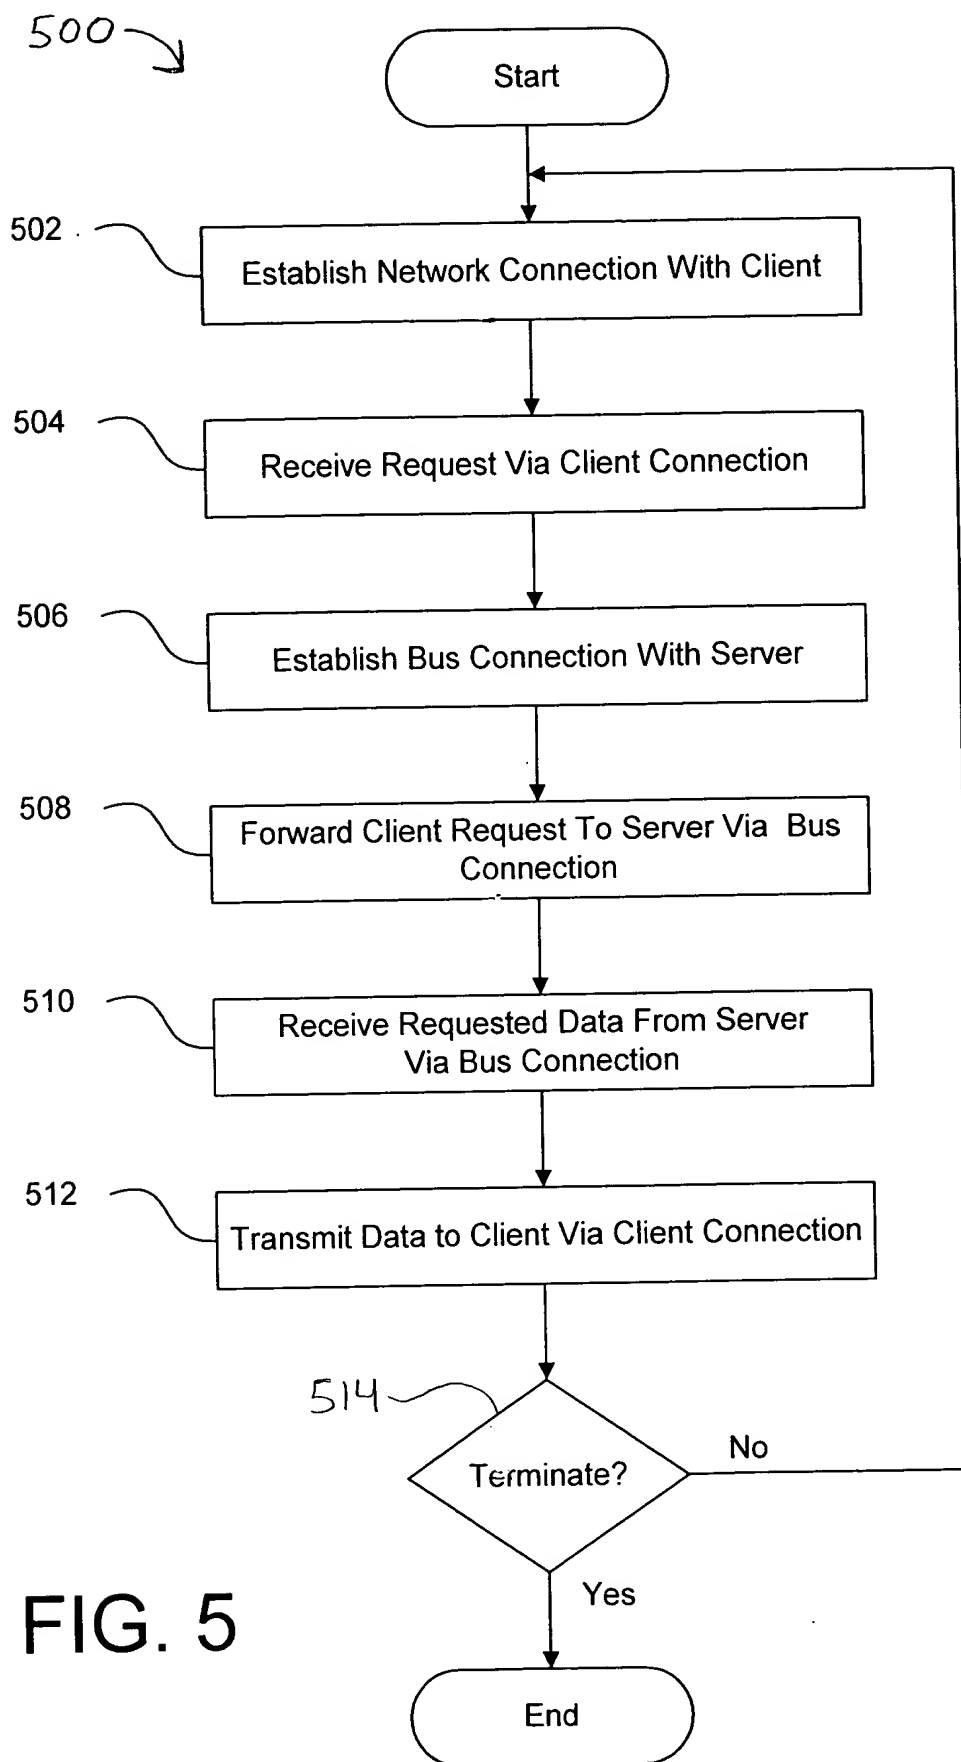 500
Start
502
Establish Network Connection With Client
504
Receive Request Via Client Connection
506
Establish Bus Connection With Server
508
Forward Client Request To Server Via Bus
Connection
510
Receive Requested Data From Server
Via Bus Connection
512
Transmit Data to Client Via Client Connection
514
Terminate?
No
Yes
FIG. 5
End